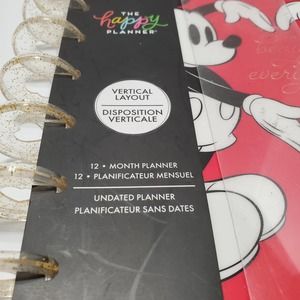 THE
happy
PLANNER®
VERTICAL
LAYOUT
DISPOSITION
VERTICALE
12 • MONTH PLANNER
12 • PLANIFICATEUR MENSUEL
UNDATED PLANNER
PLANIFICATEUR SANS DATES